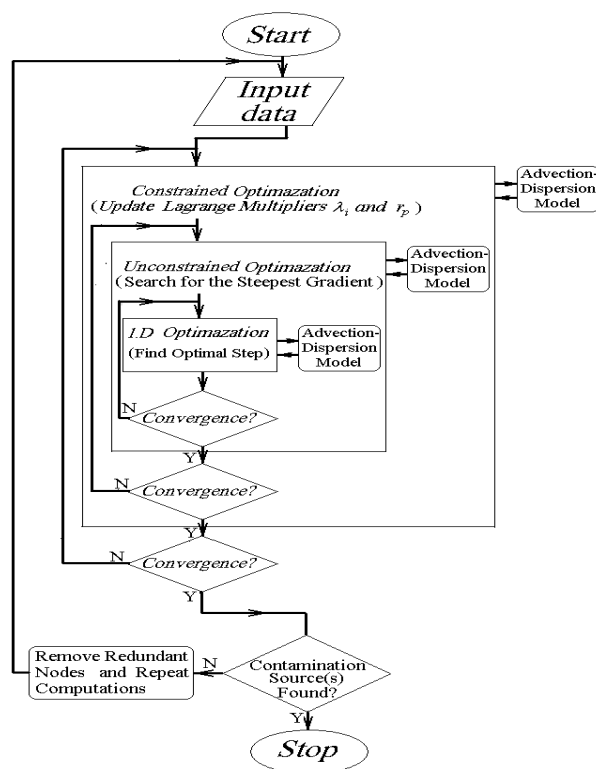 Start
Input
data
Constrained Optimazation
(Update Lagrange Multipliers λi and rp)
Advection-
Dispersion
Model
Unconstrained Optimazation
(Search for the Steepest Gradient)
Advection-
Dispersion
Model
1.D Optimazation
(Find Optimal Step)
Advection-
Dispersion
Model
N
Convergence?
Y
N
Convergence?
Y
N
Convergence?
Y
Remove Redundant
Nodes and Repeat
Computations
N
Contamination
Source(s)
Found?
Y
Stop